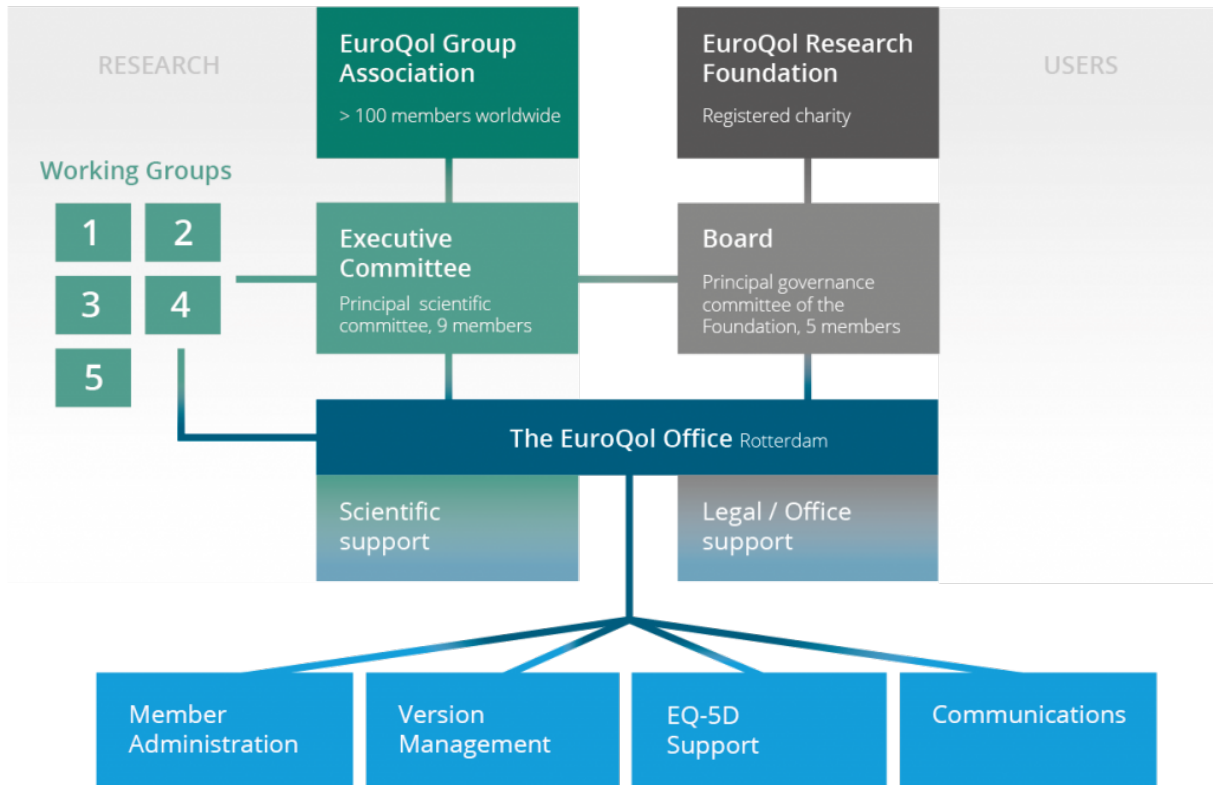 RESEARCH
EuroQol Group
Association
> 100 members worldwide
EuroQol Research
Foundation
Registered charity
USERS
Working Groups
1
2
3
4
5
Executive
Committee
Principal scientific
committee, 9 members
Board
Principal governance
committee of the
Foundation, 5 members
The EuroQol Office Rotterdam
Scientific
support
Legal / Office
support
Member
Administration
Version
Management
EQ-5D
Support
Communications